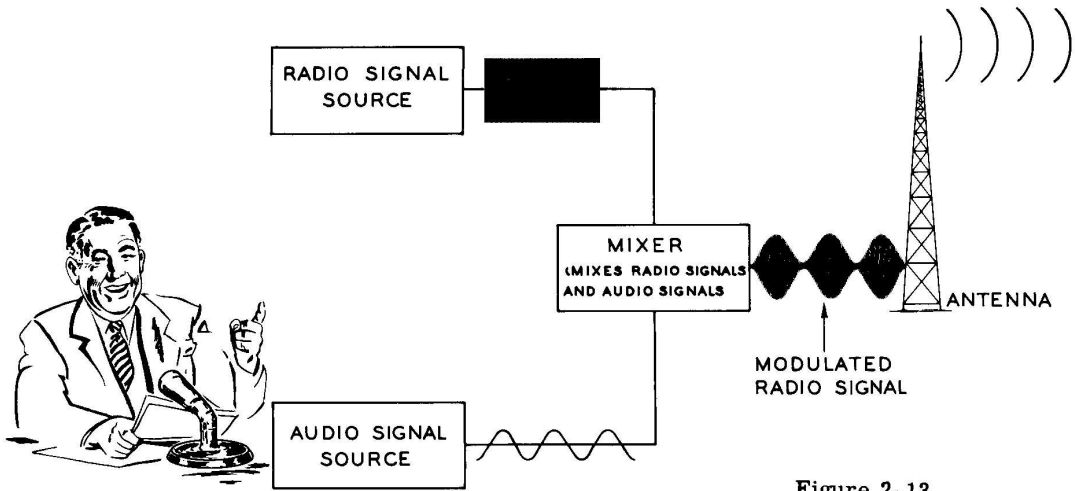 RADIO SIGNAL
SOURCE
MIXER
(MIXES RADIO SIGNALS
AND AUDIO SIGNALS
ANTENNA
MODULATED
RADIO SIGNAL
AUDIO SIGNAL
SOURCE
Figure 2-13